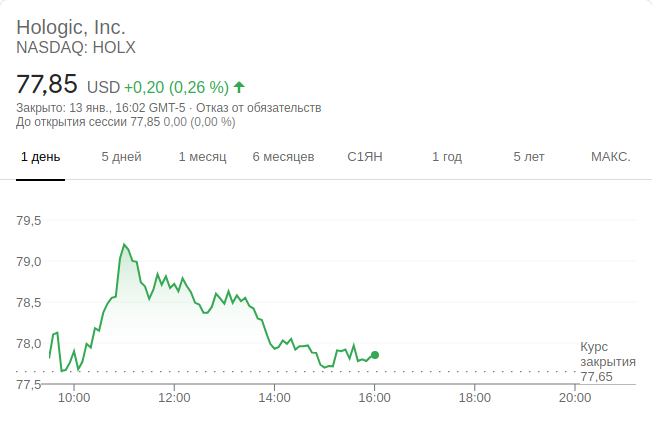 Hologic, Inc.
NASDAQ: HOLX
77,85 USD +0,20 (0,26 %)
Закрыто: 13 янв., 16:02 GMT-5 · Отказ от обязательств
До открытия сессии 77,85 0,00 (0,00 %)
1 день 5 дней 1 месяц 6 месяцев С1ЯН 1 год 5 лет МАКС.
79,5
79,0
78,5
78,0
77,5
Курс
закрытия
77,65
10:00 12:00 14:00 16:00 18:00 20:00